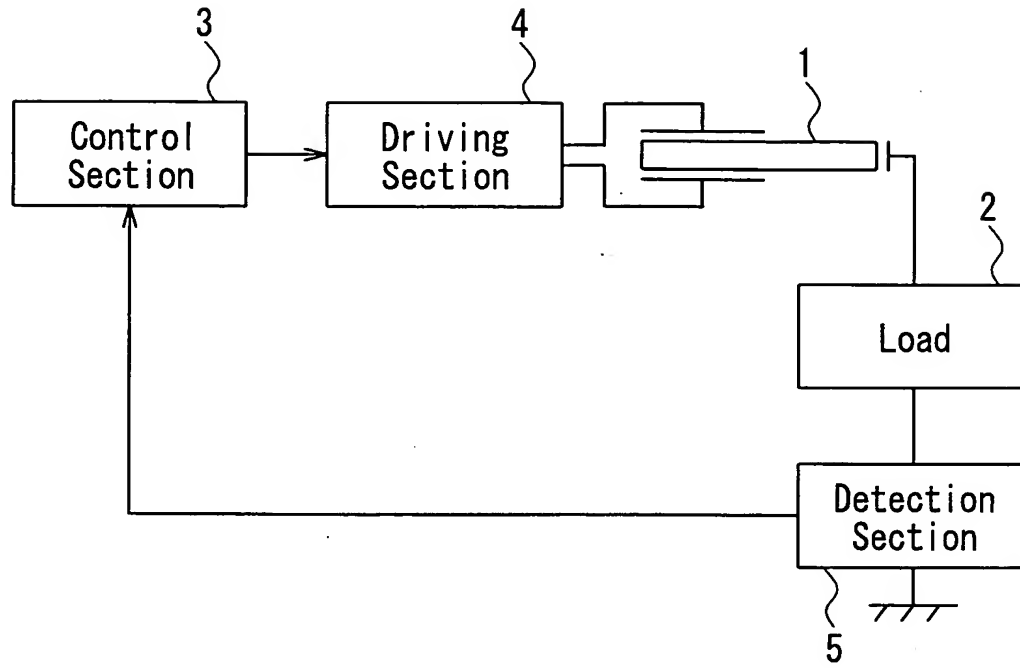 3
4
1
Control
Section
Driving
Section
2
Load
Detection
Section
5